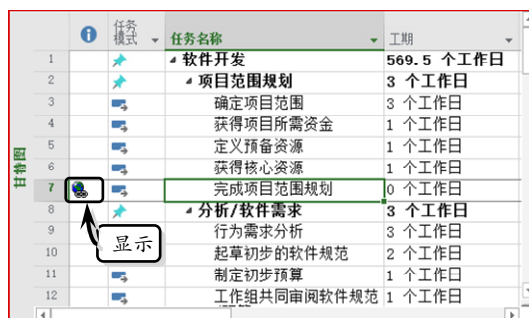 任务模式 任务名称 工期
1 软件开发 569.5 个工作日
2 项目范围规划 3 个工作日
3 确定项目范围 3 个工作日
4 获得项目所需资金 1 个工作日
5 定义预备资源 1 个工作日
6 获得核心资源 1 个工作日
7 完成项目范围规划 0 个工作日
8 分析/软件需求 3 个工作日
9 行为需求分析 3 个工作日
10 起草初步的软件规范 2 个工作日
11 制定初步预算 1 个工作日
12 工作组共同审阅软件规范 1 个工作日
甘特图
显示